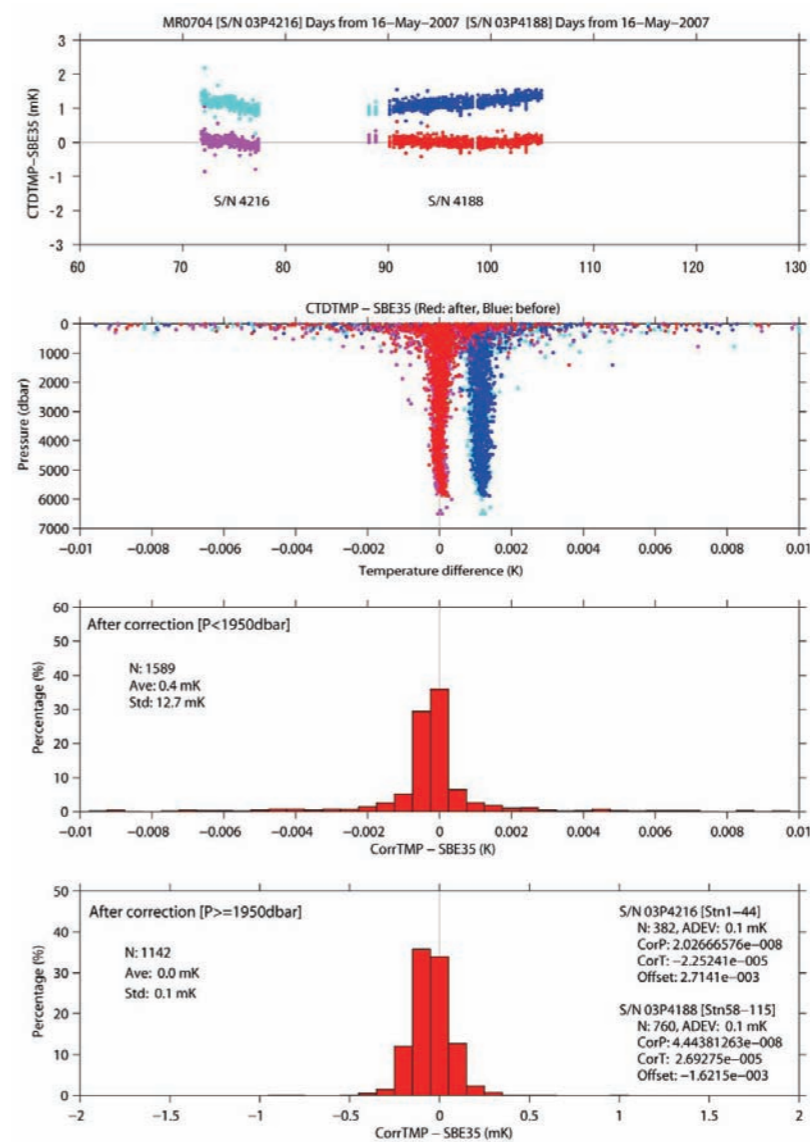 MR0704 [S/N 03P4216] Days from 16-May-2007 [S/N 03P4188] Days from 16-May-2007
3
2
1
0
-1
-2
-3
CTDTMP-SBE35 (mK)
S/N 4216
S/N 4188
60
70
80
90
100
110
120
130
CTDTMP - SBE35 (Red: after, Blue: before)
0
1000
2000
3000
4000
5000
6000
7000
Pressure (dbar)
-0.01
-0.008
-0.006
-0.004
-0.002
0
0.002
0.004
0.006
0.008
0.01
Temperature difference (K)
60
50
40
30
20
10
0
Percentage (%)
After correction [P<1950dbar]
N: 1589
Ave: 0.4 mK
Std: 12.7 mK
-0.01
-0.008
-0.006
-0.004
-0.002
0
0.002
0.004
0.006
0.008
0.01
CorrTMP - SBE35 (K)
50
40
30
20
10
0
Percentage (%)
After correction [P>=1950dbar]
N: 1142
Ave: 0.0 mK
Std: 0.1 mK
S/N 03P4216 [Stn1-44]
N: 382, ADEV: 0.1 mK
CorP: 2.02666576e-008
CorT: -2.25241e-005
Offset: 2.7141e-003
S/N 03P4188 [Stn58-115]
N: 760, ADEV: 0.1 mK
CorP: 4.44381263e-008
CorT: 2.69275e-005
Offset: -1.6215e-003
-2
-1.5
-1
-0.5
0
0.5
1
1.5
2
CorrTMP - SBE35 (mK)